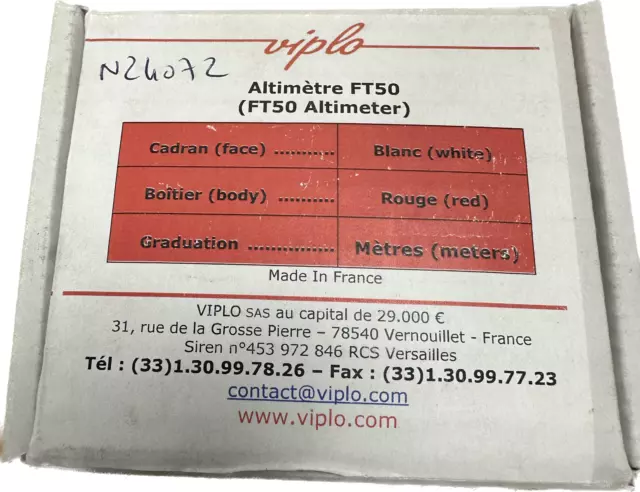 viplo
N24072
Altimètre FT50
(FT50 Altimeter)
Cadran (face) ........... Blanc (white)
Boîtier (body) .......... Rouge (red)
Graduation ............... Mètres (meters)
Made In France
VIPLO SAS au capital de 29.000 €
31, rue de la Grosse Pierre – 78540 Vernouillet - France
Siren n°453 972 846 RCS Versailles
Tél : (33)1.30.99.78.26 – Fax : (33)1.30.99.77.23
contact@viplo.com
www.viplo.com